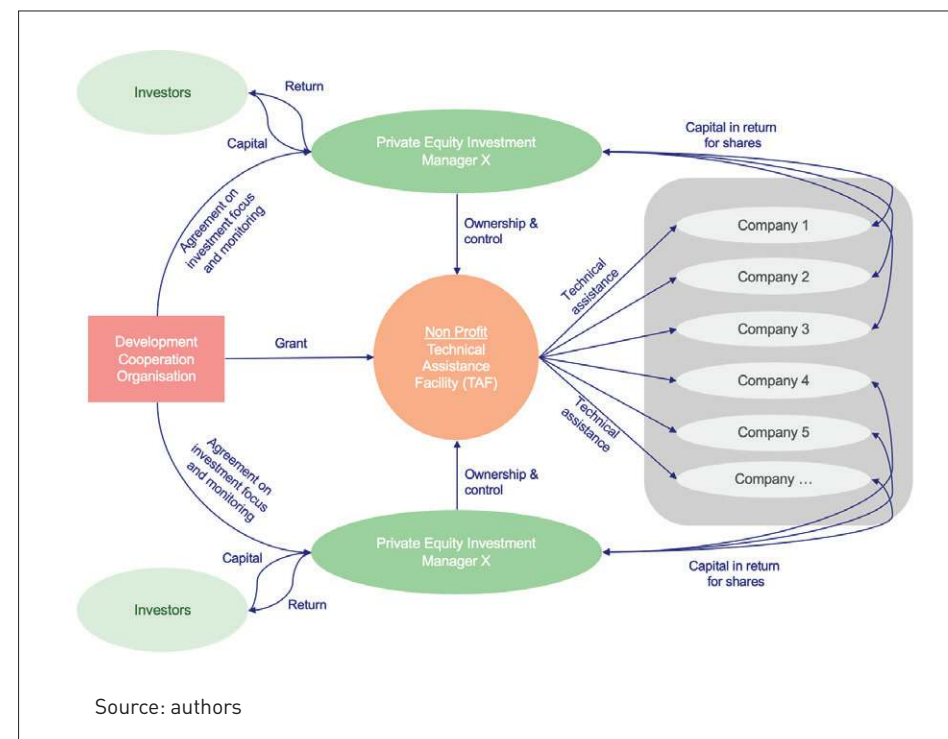 Investors
Return
Capital
Private Equity Investment
Manager X
Capital in return
for shares
Agreement on
investment focus
and monitoring
Ownership &
control
Technical
assistance
Company 1
Company 2
Company 3
Company 4
Company 5
Company ...
Development
Cooperation
Organisation
Grant
Non Profit
Technical
Assistance
Facility (TAF)
Technical
assistance
Agreement on
investment focus
and monitoring
Ownership &
control
Private Equity Investment
Manager X
Capital in return
for shares
Capital
Return
Investors
Source: authors